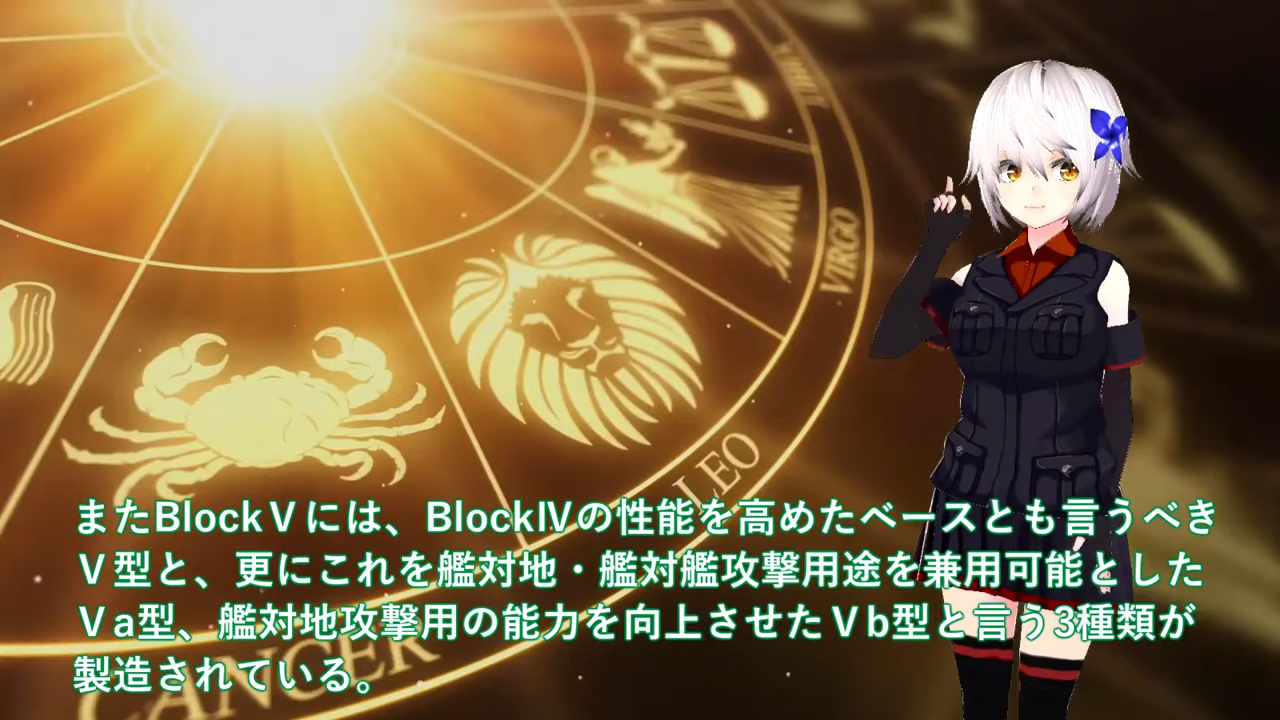 VIRGO
LEO
CANCER
またBlockⅤには、BlockⅣの性能を高めたベースとも言うべき
Ⅴ型と、更にこれを艦対地・艦対艦攻撃用途を兼用可能とした
Ⅴa型、艦対地攻撃用の能力を向上させたⅤb型と言う3種類が
製造されている。